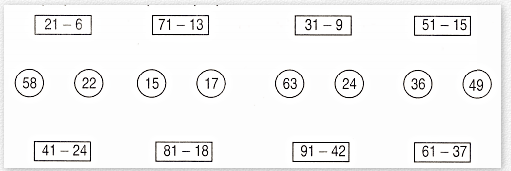 21 – 6 71 – 13 31 – 9 51 – 15
58 22 15 17 63 24 36 49
41 – 24 81 – 18 91 – 42 61 – 37